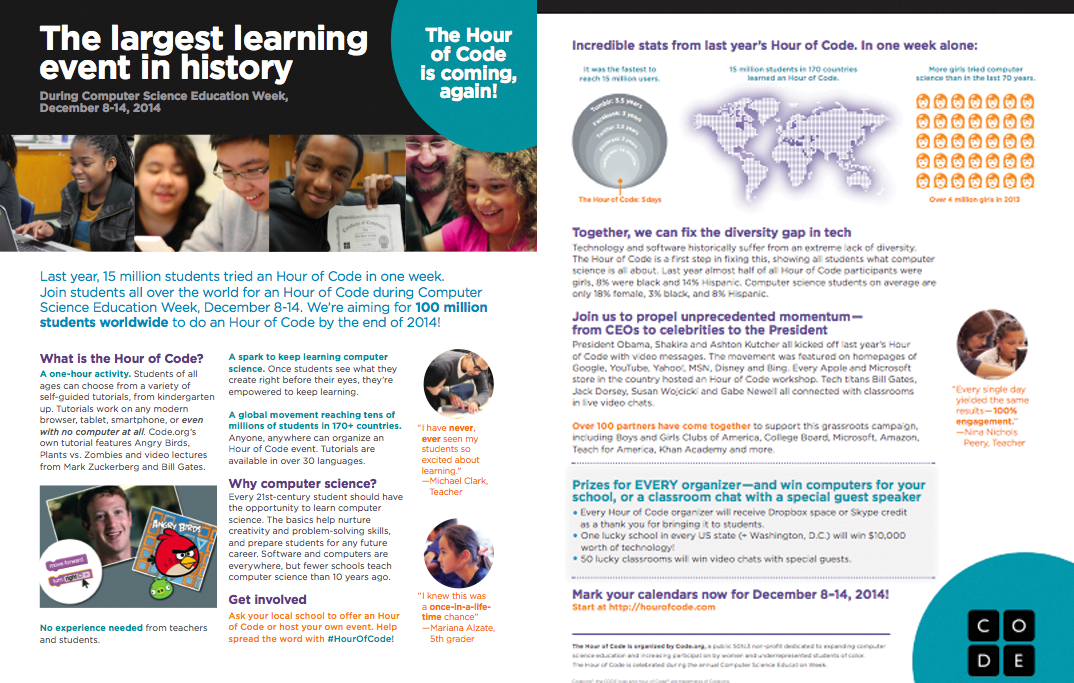 The largest learning
event in history
During Computer Science Education Week,
December 8-14, 2014
The Hour
of Code
is coming,
again!
Last year, 15 million students tried an Hour of Code in one week.
Join students all over the world for an Hour of Code during Computer
Science Education Week, December 8-14. We're aiming for 100 million
students worldwide to do an Hour of Code by the end of 2014!
What is the Hour of Code?
A one-hour activity. Students of all
ages can choose from a variety of
self-guided tutorials, from kindergarten
up. Tutorials work on any modern
browser, tablet, smartphone, or even
with no computer at all. Code.org's
own tutorial features Angry Birds,
Plants vs. Zombies and video lectures
from Mark Zuckerberg and Bill Gates.
ANGRY BIRDS
move forward
turn right
No experience needed from teachers
and students.
A spark to keep learning computer
science. Once students see what they
create right before their eyes, they're
empowered to keep learning.
A global movement reaching tens of
millions of students in 170+ countries.
Anyone, anywhere can organize an
Hour of Code event. Tutorials are
available in over 30 languages.
Why computer science?
Every 21st-century student should have
the opportunity to learn computer
science. The basics help nurture
creativity and problem-solving skills,
and prepare students for any future
career. Software and computers are
everywhere, but fewer schools teach
computer science than 10 years ago.
Get involved
Ask your local school to offer an Hour
of Code or host your own event. Help
spread the word with #HourOfCode!
"I have never,
ever seen my
students so
excited about
learning."
—Michael Clark,
Teacher
"I knew this was
a once-in-a-life-
time chance"
—Mariana Alzate,
5th grader
Incredible stats from last year's Hour of Code. In one week alone:
It was the fastest to
reach 15 million users.
Tumblr: 3.5 years
Facebook: 3 years
The Hour of Code: 5 days
15 million students in 170 countries
learned an Hour of Code.
More girls tried computer
science than in the last 70 years.
Over 4 million girls in 2013
Together, we can fix the diversity gap in tech
Technology and software historically suffer from an extreme lack of diversity.
The Hour of Code is a first step in fixing this, showing all students what computer
science is all about. Last year almost half of all Hour of Code participants were
girls, 8% were black and 14% Hispanic. Computer science students on average are
only 18% female, 3% black, and 8% Hispanic.
Join us to propel unprecedented momentum—
from CEOs to celebrities to the President
President Obama, Shakira and Ashton Kutcher all kicked off last year's Hour
of Code with video messages. The movement was featured on homepages of
Google, YouTube, Yahoo!, MSN, Disney and Bing. Every Apple and Microsoft
store in the country hosted an Hour of Code workshop. Tech titans Bill Gates,
Jack Dorsey, Susan Wojcicki and Gabe Newell all connected with classrooms
in live video chats.
Over 100 partners have come together to support this grassroots campaign,
including Boys and Girls Clubs of America, College Board, Microsoft, Amazon,
Teach for America, Khan Academy and more.
"Every single day
yielded the same
results—100%
engagement."
—Nina Nichols
Peery, Teacher
Prizes for EVERY organizer—and win computers for your
school, or a classroom chat with a special guest speaker
• Every Hour of Code organizer will receive Dropbox space or Skype credit
as a thank you for bringing it to students.
• One lucky school in every US state (+ Washington, D.C.) will win $10,000
worth of technology!
• 50 lucky classrooms will win video chats with special guests.
Mark your calendars now for December 8-14, 2014!
Start at http://hourofcode.com
The Hour of Code is organized by Code.org, a public 501c3 non-profit dedicated to expanding computer
science education and increasing participation by women and underrepresented students of color.
The Hour of Code is celebrated during the annual Computer Science Education Week.
C O
D E